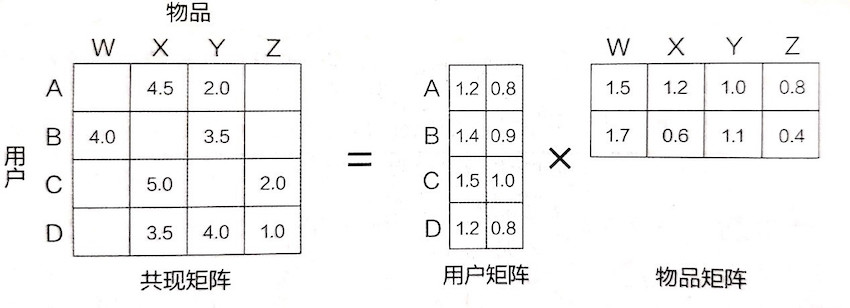 物品
W X Y Z
A 4.5 2.0
B 4.0 3.5
C 5.0 2.0
D 3.5 4.0 1.0
用户
共现矩阵
=
A 1.2 0.8
B 1.4 0.9
C 1.5 1.0
D 1.2 0.8
用户矩阵
×
W X Y Z
1.5 1.2 1.0 0.8
1.7 0.6 1.1 0.4
物品矩阵